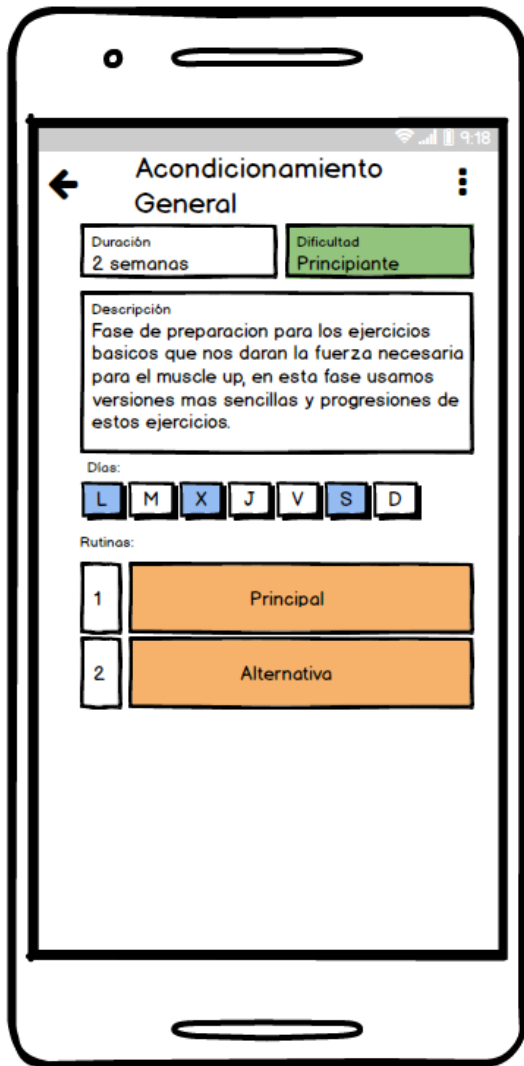 9:18
Acondicionamiento
General
Duración
2 semanas
Dificultad
Principiante
Descripción
Fase de preparacion para los ejercicios
basicos que nos daran la fuerza necesaria
para el muscle up, en esta fase usamos
versiones mas sencillas y progresiones de
estos ejercicios.
Días:
L M X J V S D
Rutinas:
1 Principal
2 Alternativa